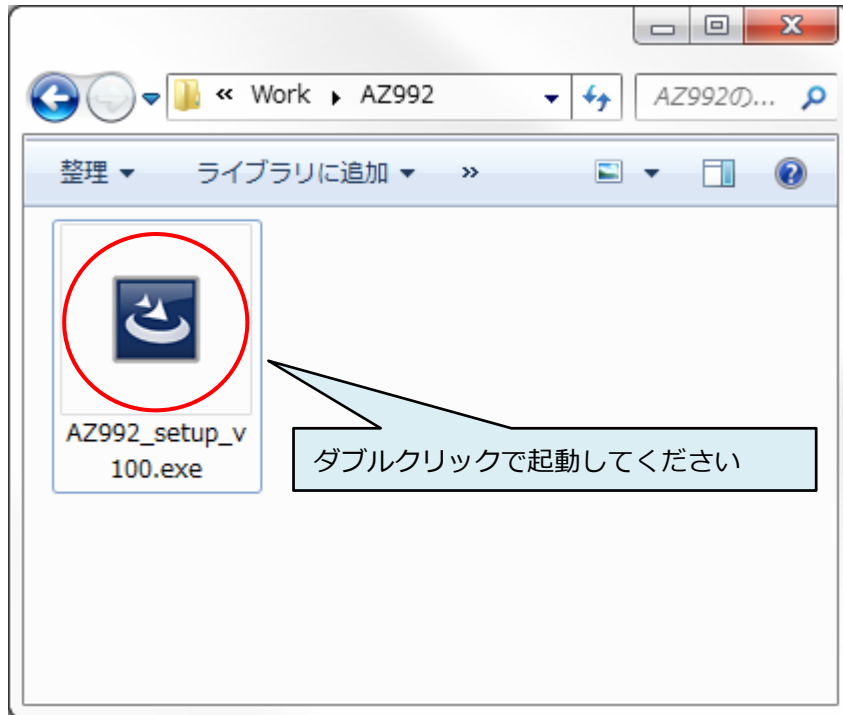 « Work ▸ AZ992
AZ992の...
整理 ▼ ライブラリに追加 ▼ »
AZ992_setup_v
100.exe
ダブルクリックで起動してください